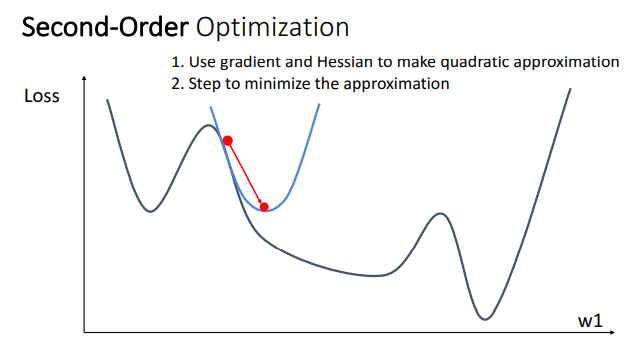 Second-Order Optimization
1. Use gradient and Hessian to make quadratic approximation
2. Step to minimize the approximation
Loss
w1